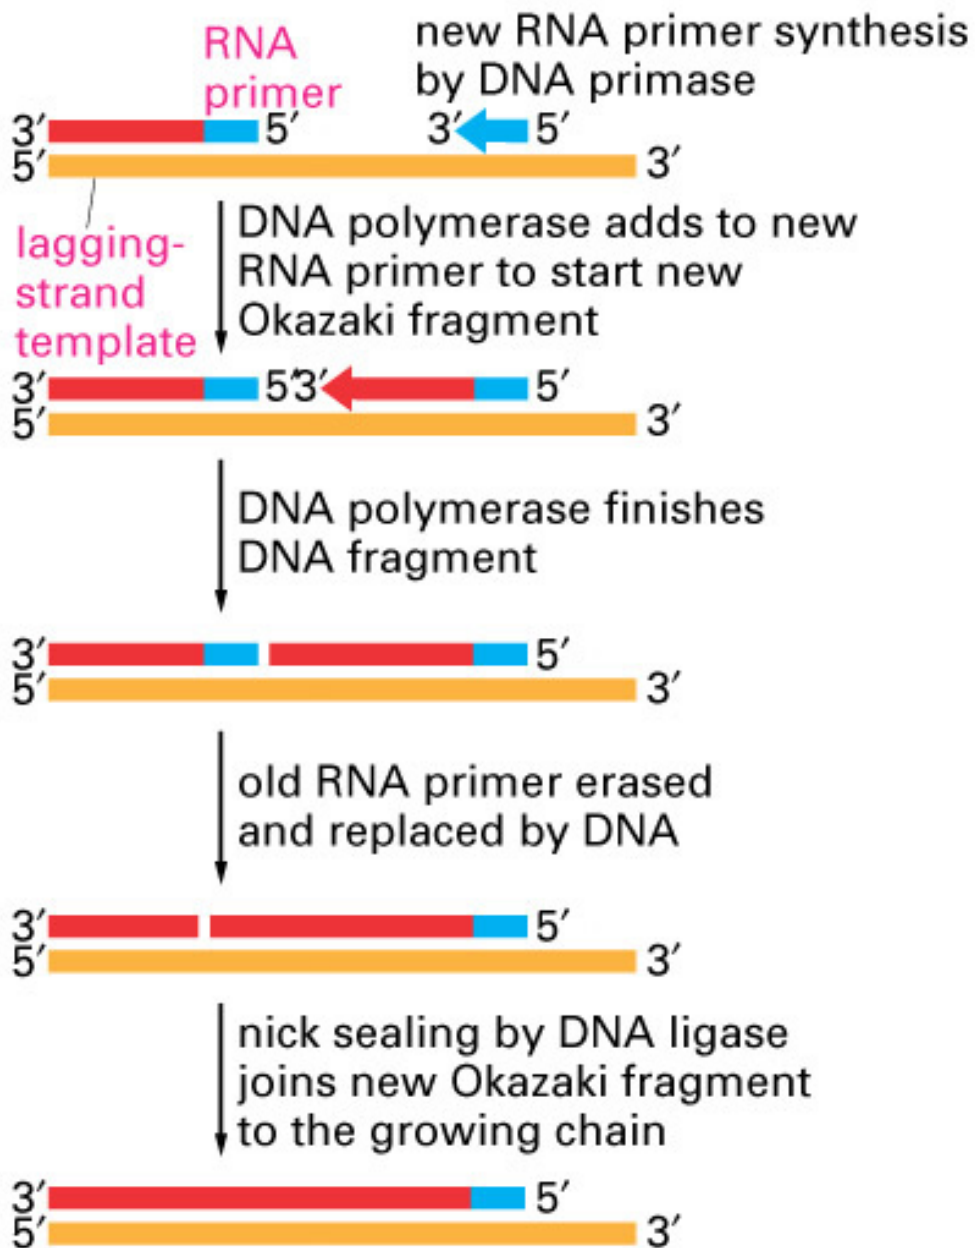 RNA
primer
new RNA primer synthesis
by DNA primase
3′ 5′ 3′ 5′
5′ 3′
lagging-
strand
template
DNA polymerase adds to new
RNA primer to start new
Okazaki fragment
3′ 5′3′ 5′
5′ 3′
DNA polymerase finishes
DNA fragment
3′ 5′
5′ 3′
old RNA primer erased
and replaced by DNA
3′ 5′
5′ 3′
nick sealing by DNA ligase
joins new Okazaki fragment
to the growing chain
3′ 5′
5′ 3′